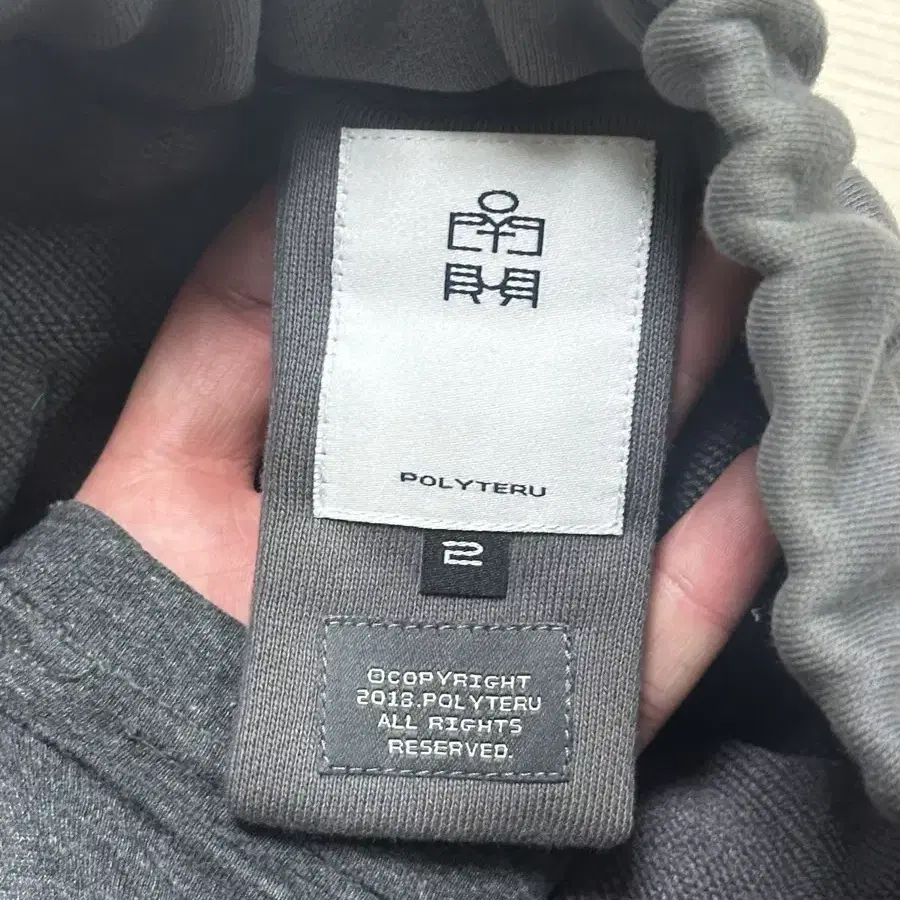 POLYTERU
2
©COPYRIGHT
2018.POLYTERU
ALL RIGHTS
RESERVED.